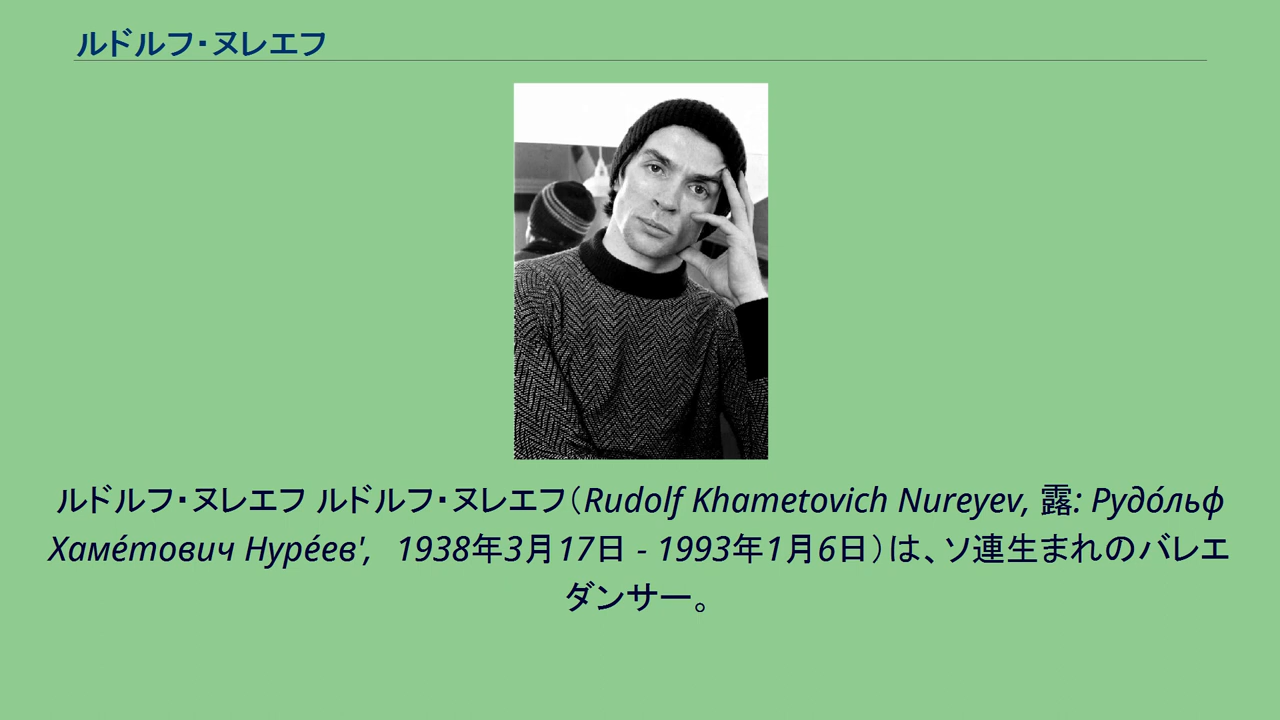 ルドルフ・ヌレエフ
ルドルフ・ヌレエフ ルドルフ・ヌレエフ（Rudolf Khametovich Nureyev, 露: Рудо́льф
Хаме́тович Нуре́ев', 1938年3月17日 - 1993年1月6日）は、ソ連生まれのバレエ
ダンサー。